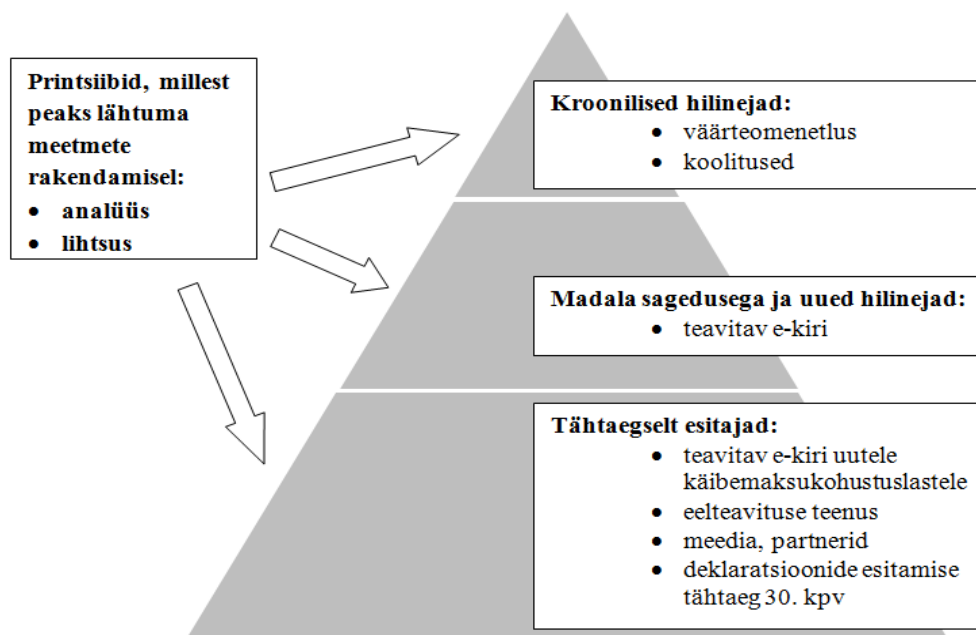 Printsiibid, millest
peaks lähtuma
meetmete
rakendamisel:
• analüüs
• lihtsus
Kroonilised hilinejad:
• väärteomenetlus
• koolitused
Madala sagedusega ja uued hilinejad:
• teavitav e-kiri
Tähtaegselt esitajad:
• teavitav e-kiri uutele
käibemaksukohustuslastele
• eelteavituse teenus
• meedia, partnerid
• deklaratsioonide esitamise
tähtaeg 30. kpv